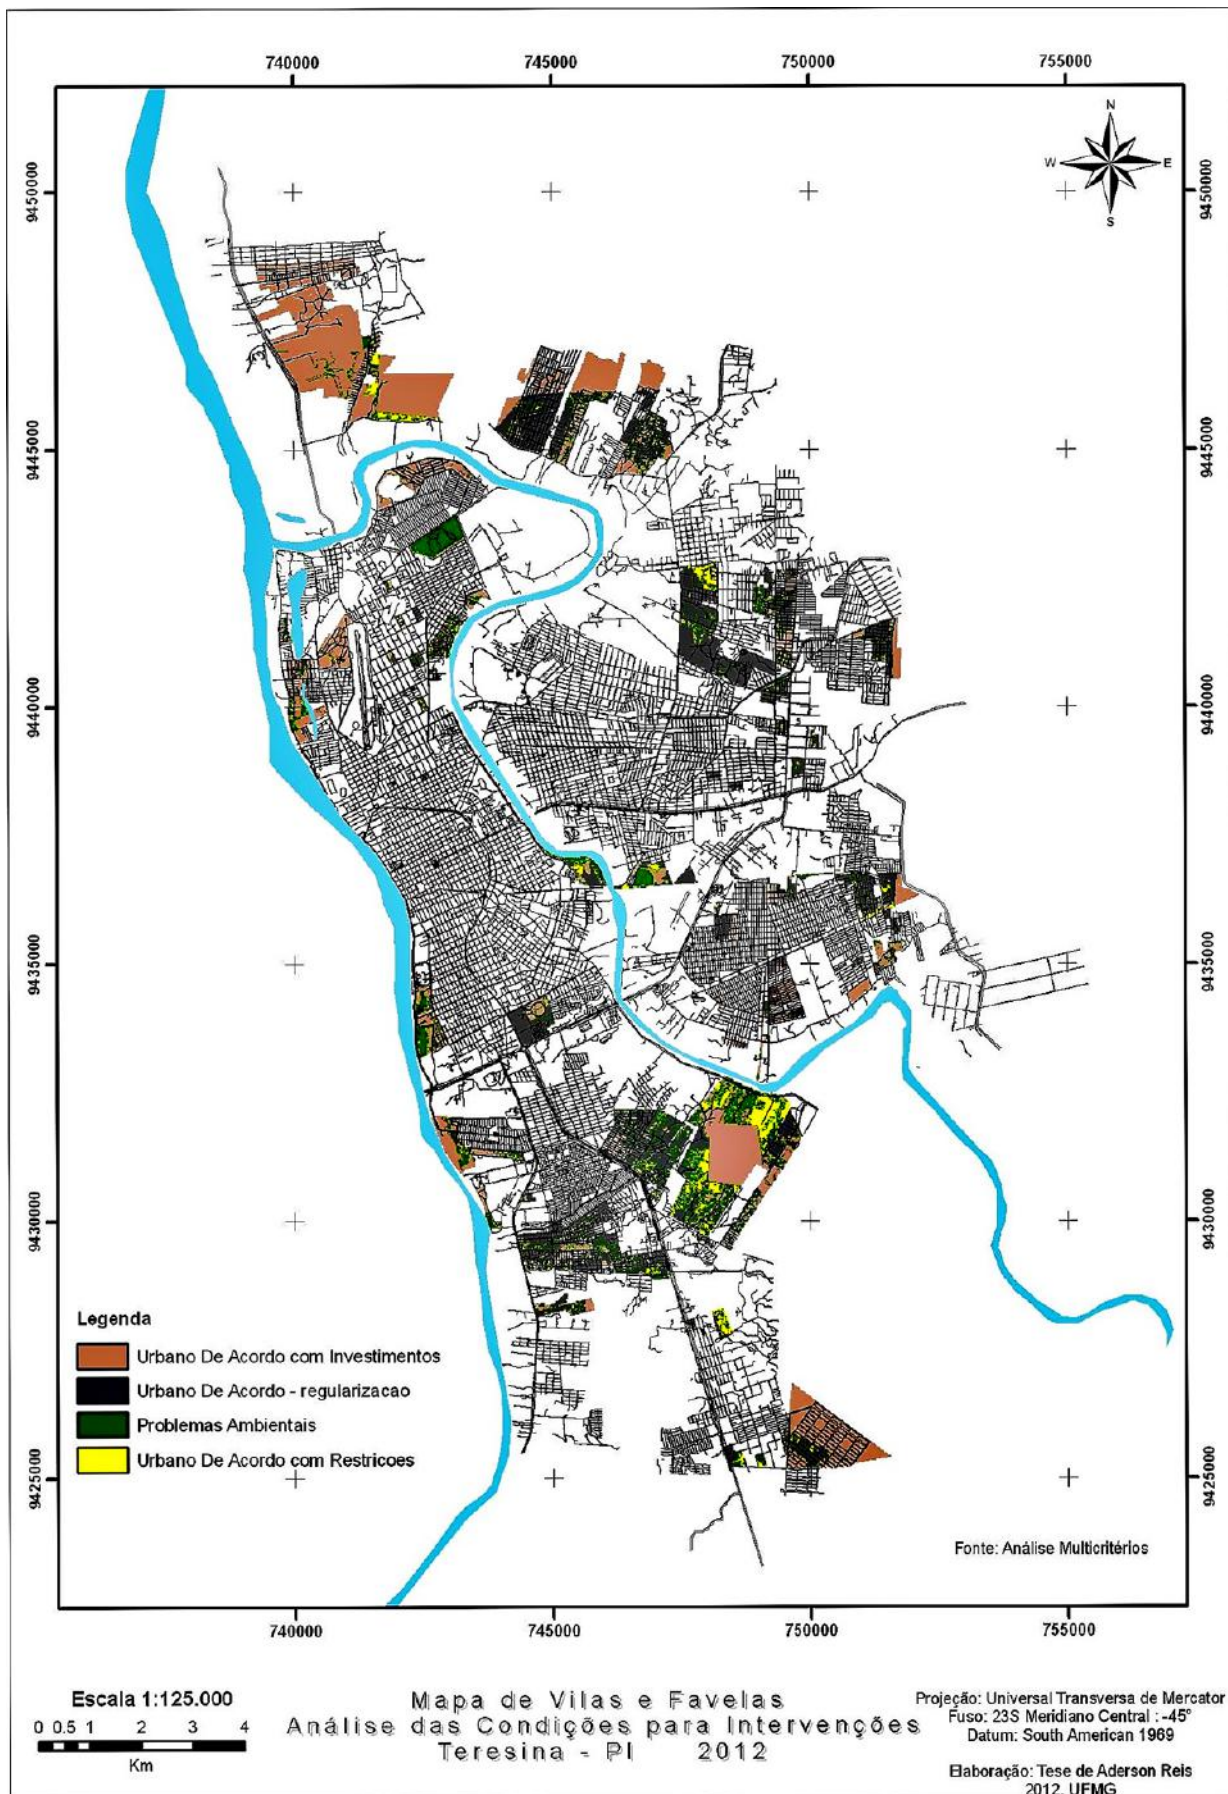 740000 745000 750000 755000
N
W E
S
9450000 9450000
9445000 9445000
9440000 9440000
9435000 9435000
9430000 9430000
9425000 9425000
Legenda
Urbano De Acordo com Investimentos
Urbano De Acordo - regularizacao
Problemas Ambientais
Urbano De Acordo com Restricoes
Fonte: Análise Multicritérios
740000 745000 750000 755000
Escala 1:125.000
0 0.5 1 2 3 4
Km
Mapa de Vilas e Favelas
Análise das Condições para Intervenções
Teresina - PI 2012
Projeção: Universal Transversa de Mercator
Fuso: 23S Meridiano Central : -45°
Datum: South American 1969
Elaboração: Tese de Aderson Reis
2012, UFMG